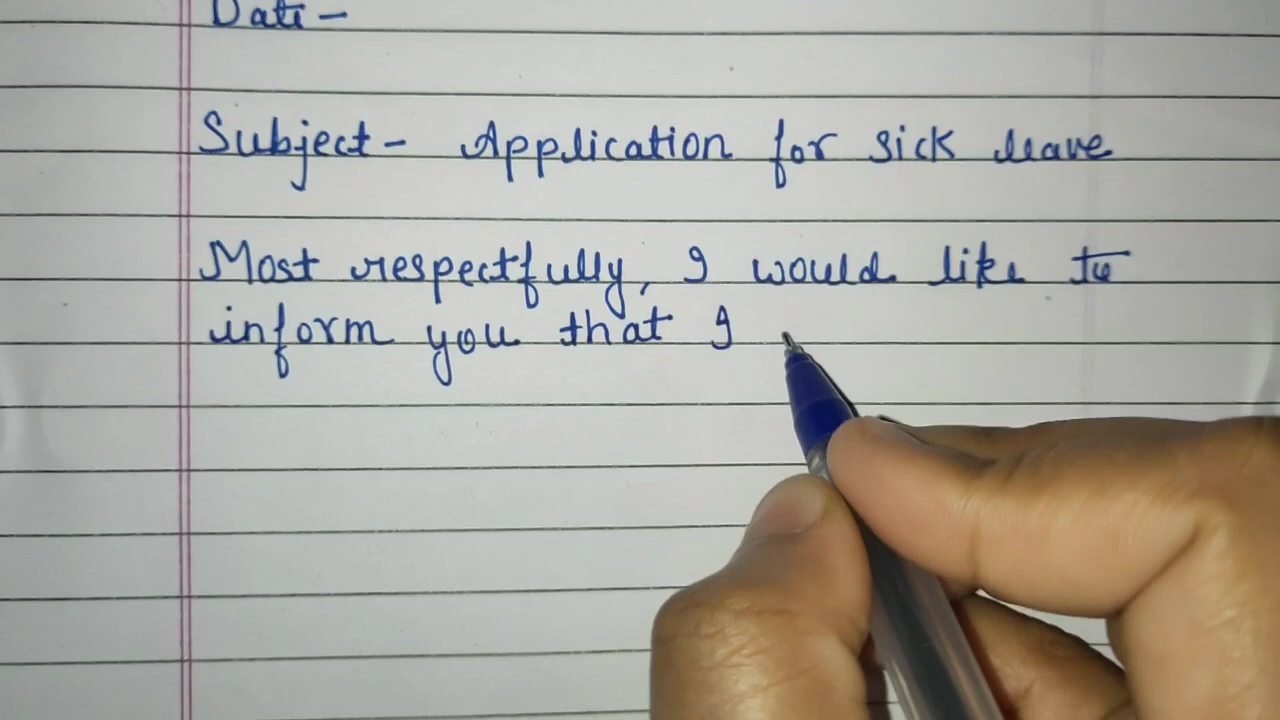 Date -
Subject - Application for sick leave
Most respectfully, I would like to
inform you that I